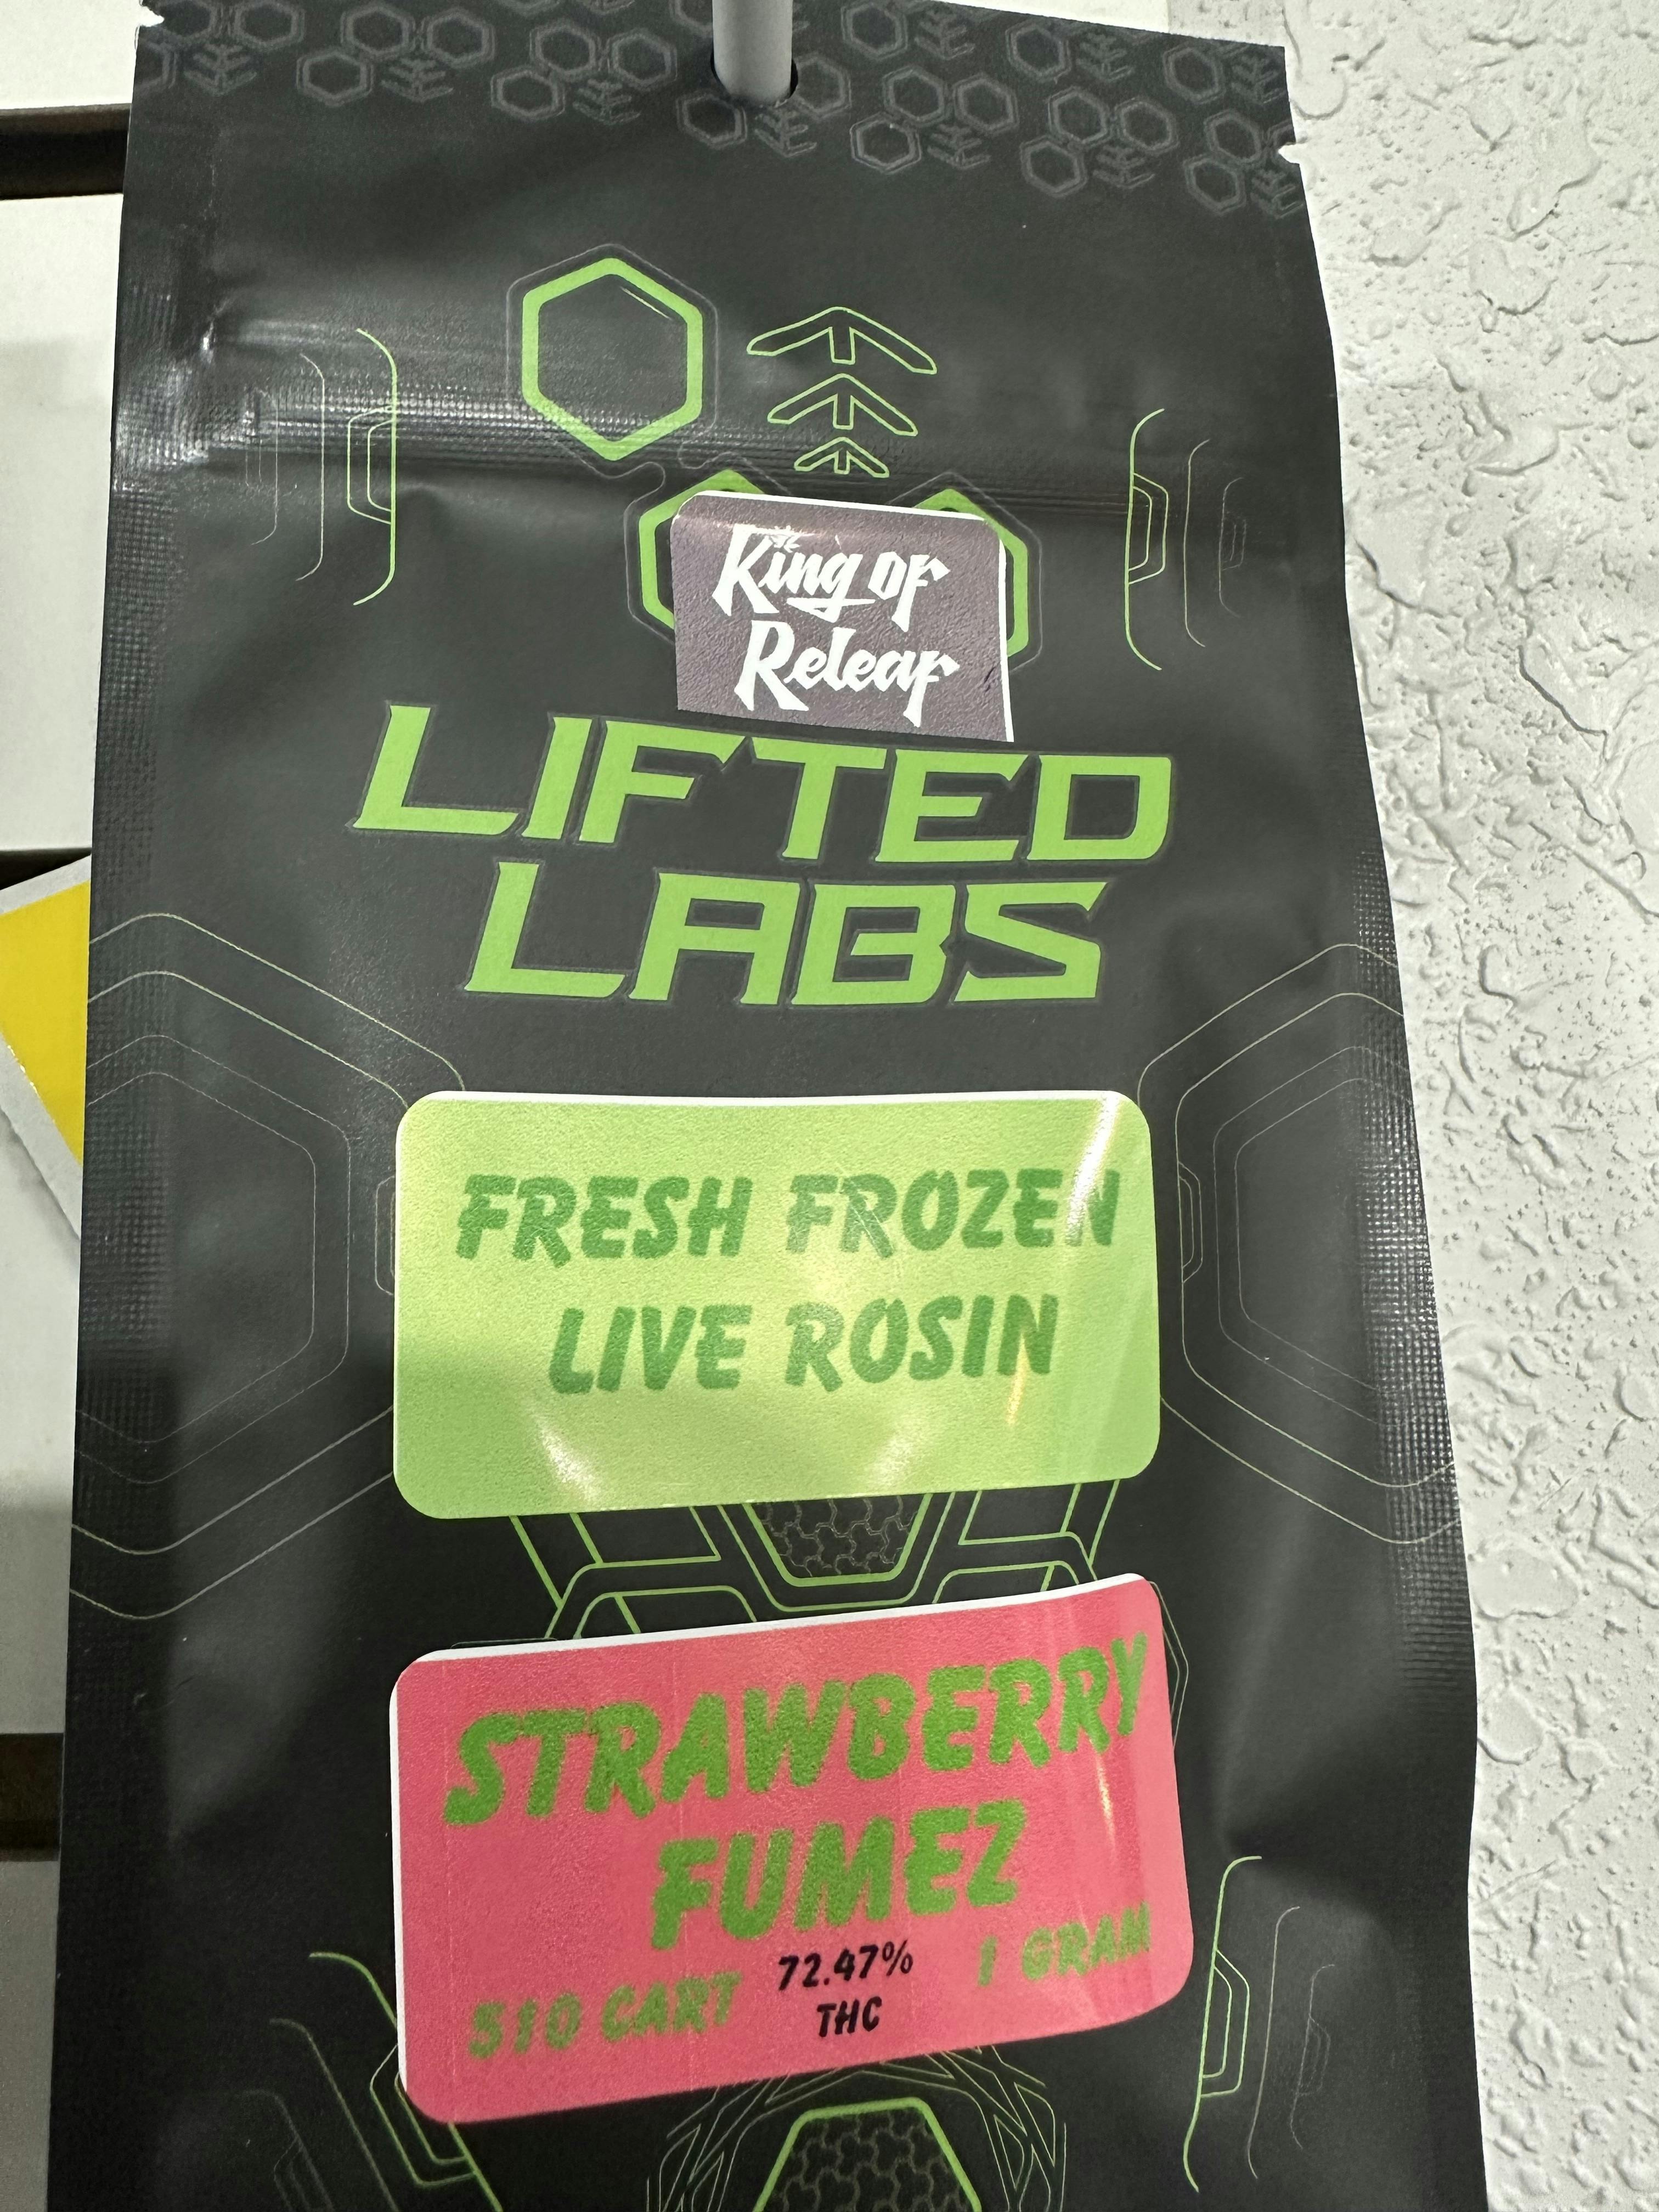 King of
Releaf
LIFTED
LABS
FRESH FROZEN
LIVE ROSIN
STRAWBERRY
FUMEZ
510 CART 72.47% THC 1 GRAM